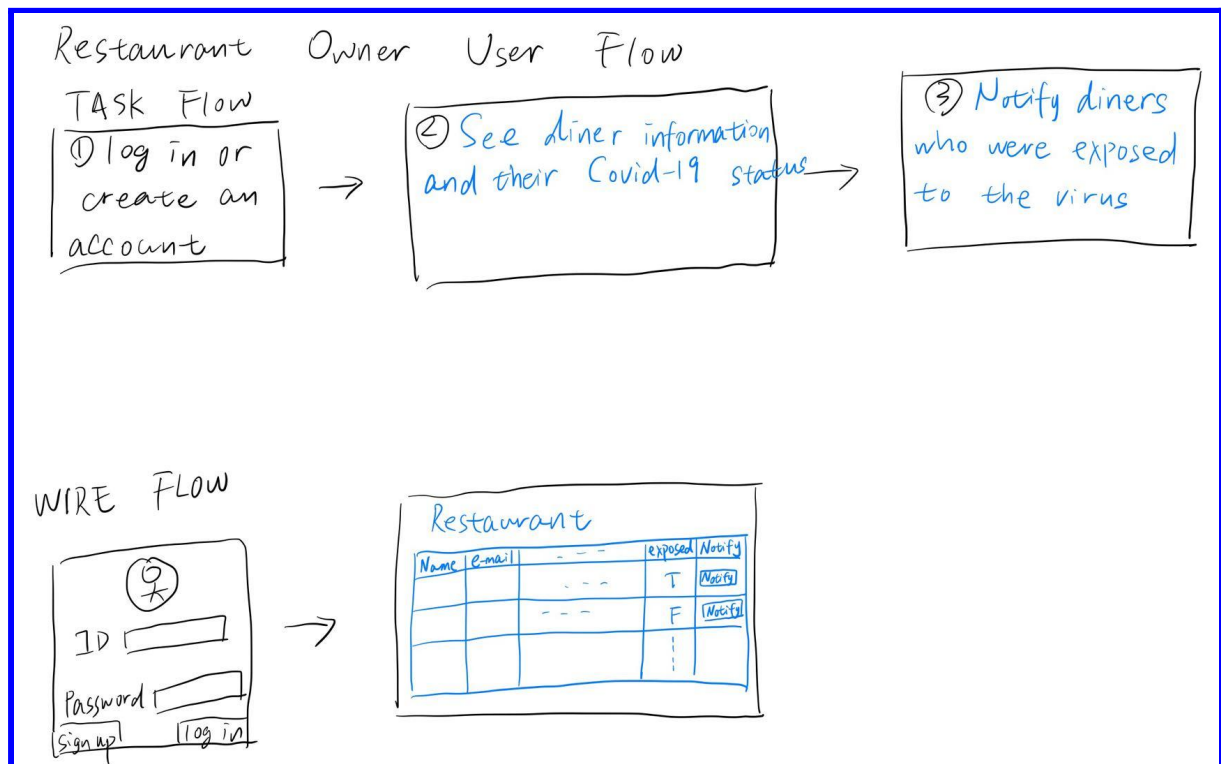 Restaurant Owner User Flow
TASK Flow
① log in or
create an
account
② See diner information
and their Covid-19 status
③ Notify diners
who were exposed
to the virus
WIRE FLOW
ID
Password
Sign up log in
Restaurant
Name e-mail --- exposed Notify
--- T Notify
--- F Notify